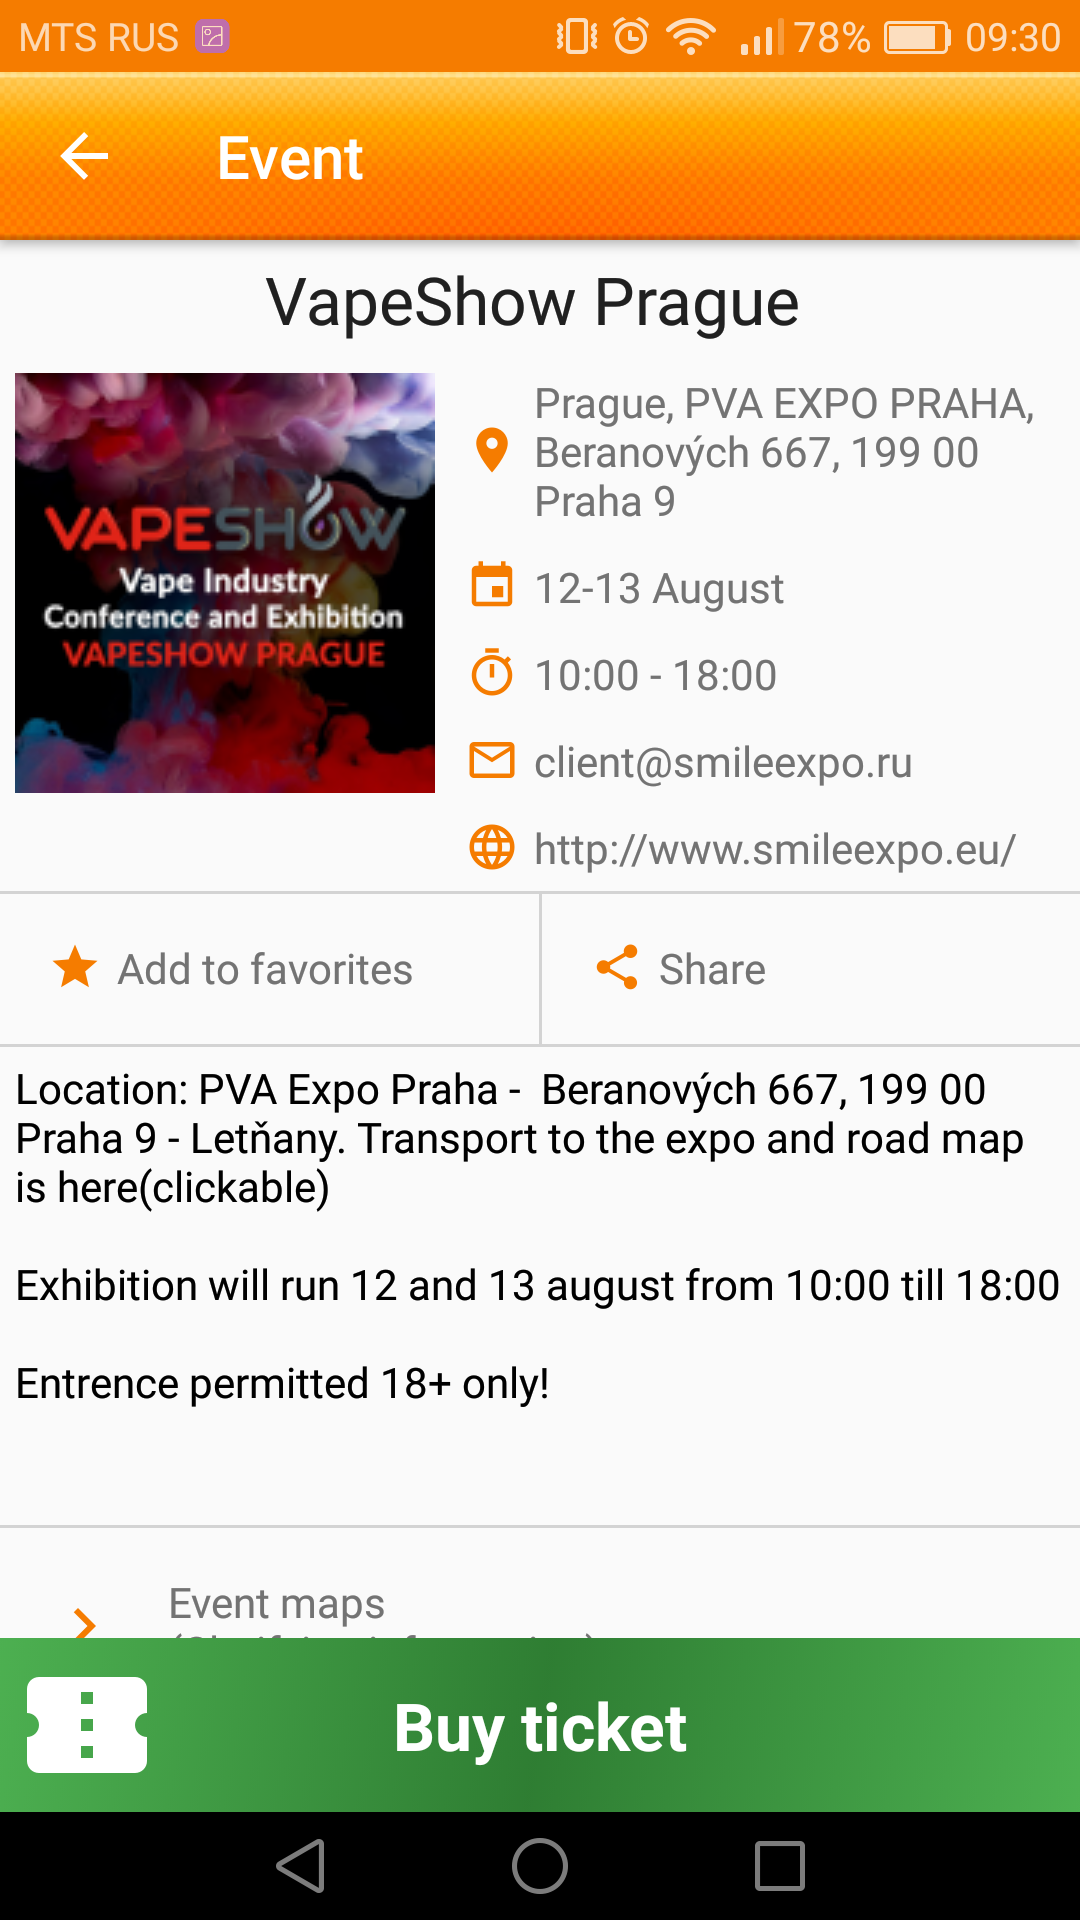 MTS RUS 78% 09:30
Event
VapeShow Prague
VAPESHOW
Vape Industry
Conference and Exhibition
VAPESHOW PRAGUE
Prague, PVA EXPO PRAHA,
Beranových 667, 199 00
Praha 9
12-13 August
10:00 - 18:00
client@smileexpo.ru
http://www.smileexpo.eu/
Add to favorites
Share
Location: PVA Expo Praha -  Beranových 667, 199 00
Praha 9 - Letňany. Transport to the expo and road map
is here(clickable)
Exhibition will run 12 and 13 august from 10:00 till 18:00
Entrence permitted 18+ only!
Event maps
Buy ticket